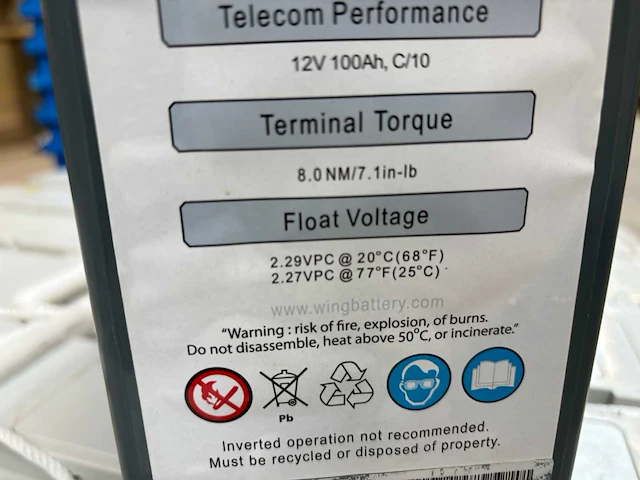 Telecom Performance
12V 100Ah, C/10
Terminal Torque
8.0NM/7.1in-lb
Float Voltage
2.29VPC @ 20°C(68°F)
2.27VPC @ 77°F(25°C)
www.wingbattery.com
“Warning : risk of fire, explosion, of burns.
Do not disassemble, heat above 50°C, or incinerate.”
Pb
Inverted operation not recommended.
Must be recycled or disposed of property.